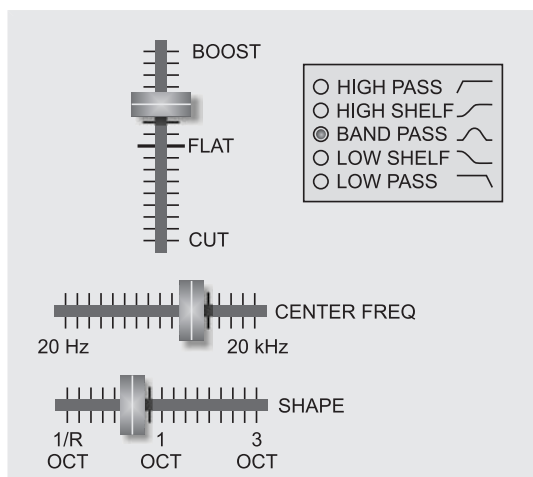 BOOST
FLAT
CUT
HIGH PASS
HIGH SHELF
BAND PASS
LOW SHELF
LOW PASS
CENTER FREQ
20 Hz 20 kHz
SHAPE
1/R 1 3
OCT OCT OCT